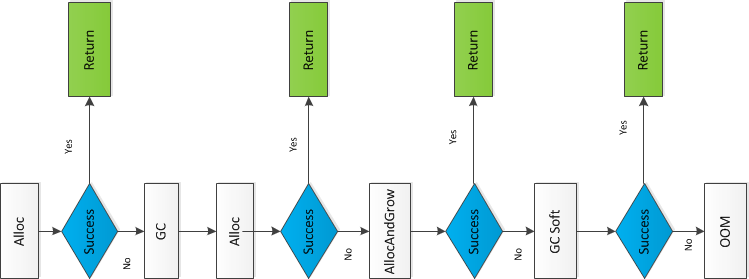 Return
Return
Return
Return
Yes
Yes
Yes
Yes
Alloc
Success
No
GC
Alloc
Success
No
AllocAndGrow
Success
No
GC Soft
Success
No
OOM